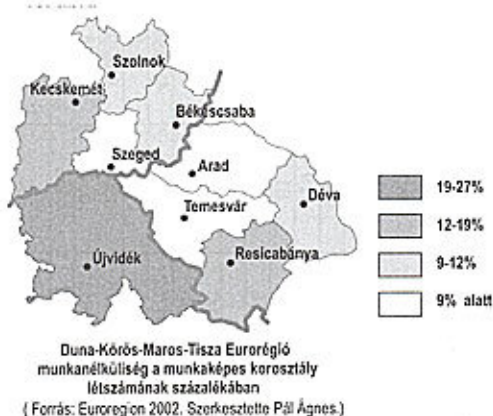 Szolnok
Kecskemét
Békéscsaba
Szeged
Arad
Déva
Temesvár
Újvidék
Resicabánya
19-27%
12-19%
9-12%
9% alatt
Duna-Körös-Maros-Tisza Eurorégió
munkanélküliség a munkaképes korosztály
létszámának százalékában
( Forrás: Euroregion 2002. Szerkesztette Pál Ágnes.)